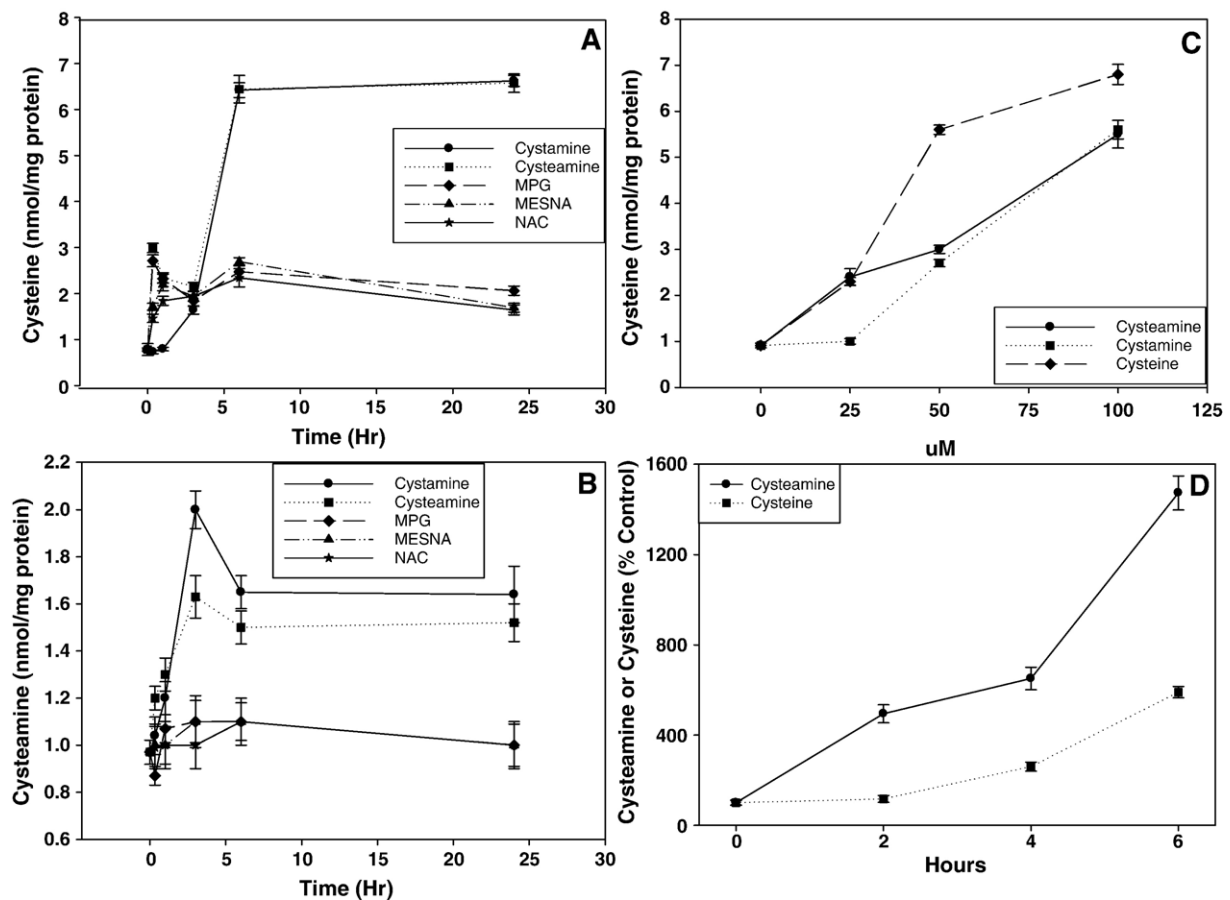 A
Cysteine (nmol/mg protein)
8
7
6
5
4
3
2
1
0
Cystamine
Cysteamine
MPG
MESNA
NAC
0 5 10 15 20 25 30
Time (Hr)
C
Cysteine (nmol/mg protein)
8
7
6
5
4
3
2
1
0
Cysteamine
Cystamine
Cysteine
0 25 50 75 100 125
uM
B
Cysteamine (nmol/mg protein)
2.2
2.0
1.8
1.6
1.4
1.2
1.0
0.8
0.6
Cystamine
Cysteamine
MPG
MESNA
NAC
0 5 10 15 20 25 30
Time (Hr)
D
Cysteamine or Cysteine (% Control)
1600
1200
800
400
0
Cysteamine
Cysteine
0 2 4 6
Hours